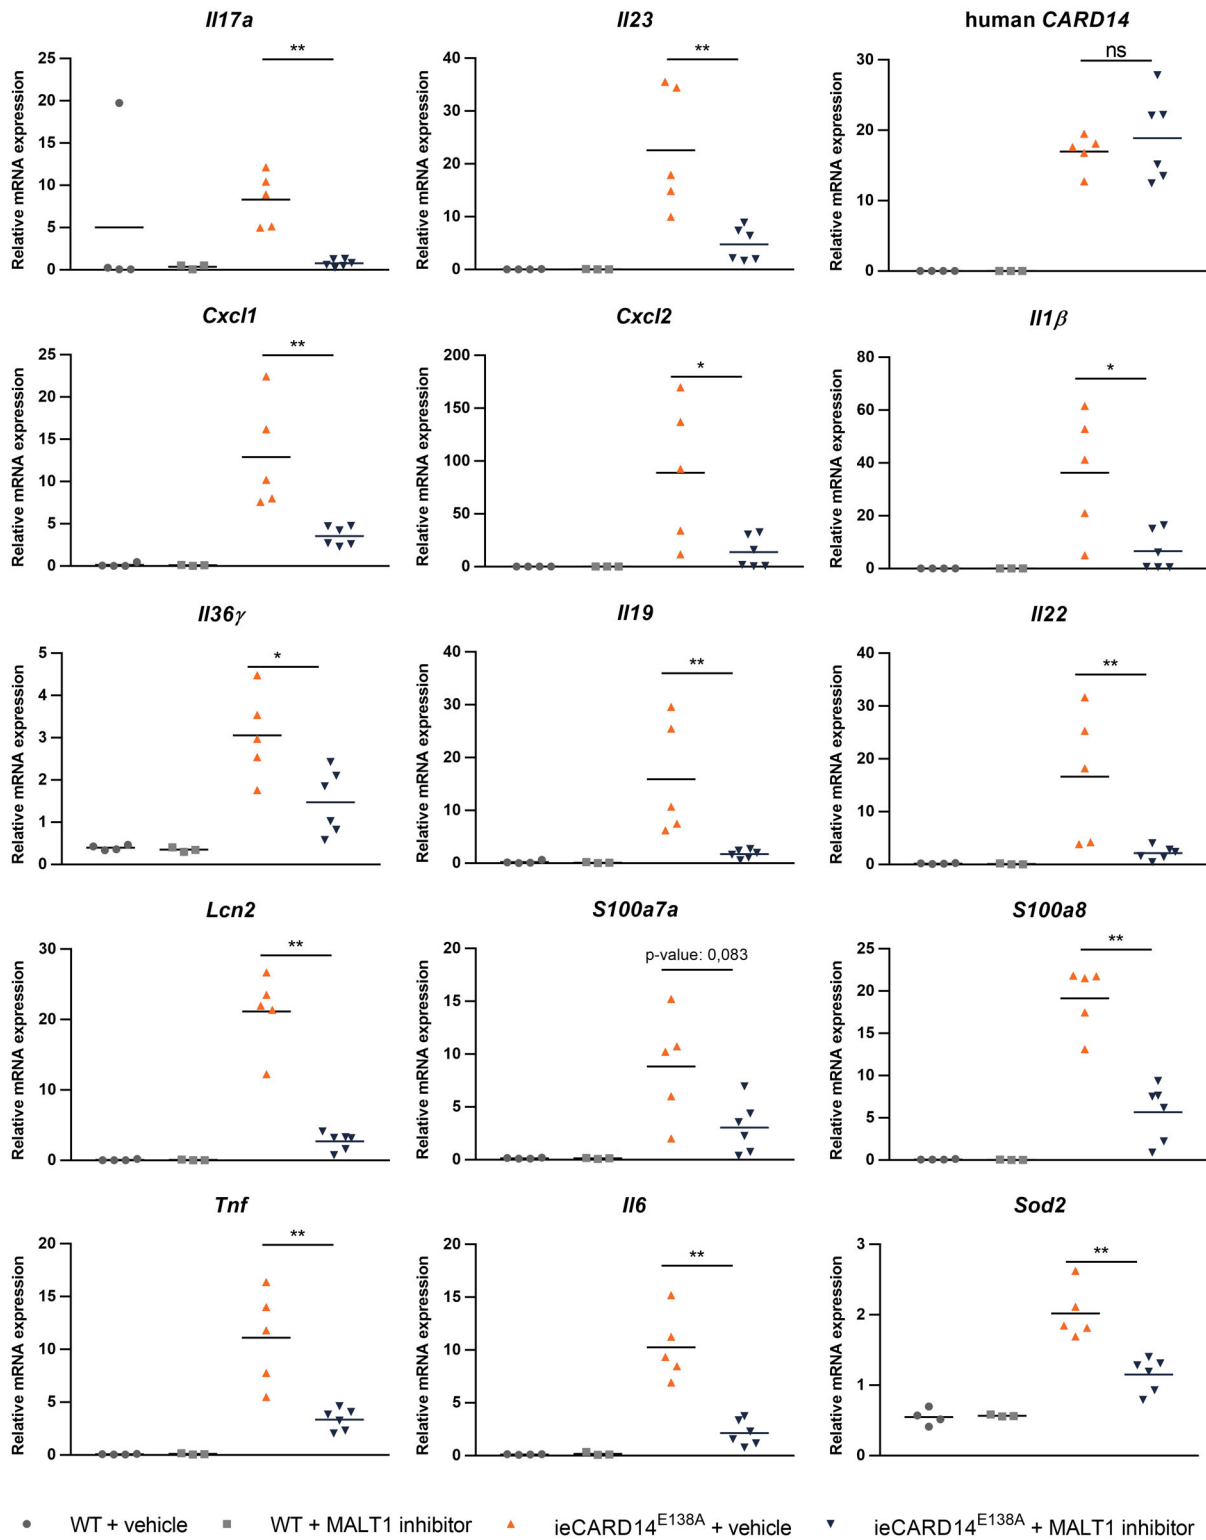 Il17a
Relative mRNA expression
25
20
15
10
5
0
**
Il23
Relative mRNA expression
40
30
20
10
0
**
human CARD14
Relative mRNA expression
30
20
10
0
ns
Cxcl1
Relative mRNA expression
25
20
15
10
5
0
**
Cxcl2
Relative mRNA expression
200
150
100
50
0
*
Il1β
Relative mRNA expression
80
60
40
20
0
*
Il36γ
Relative mRNA expression
5
4
3
2
1
0
*
Il19
Relative mRNA expression
40
30
20
10
0
**
Il22
Relative mRNA expression
40
30
20
10
0
**
Lcn2
Relative mRNA expression
30
20
10
0
**
S100a7a
Relative mRNA expression
20
15
10
5
0
p-value: 0,083
S100a8
Relative mRNA expression
25
20
15
10
5
0
**
Tnf
Relative mRNA expression
20
15
10
5
0
**
Il6
Relative mRNA expression
20
15
10
5
0
**
Sod2
Relative mRNA expression
3
2
1
0
**
WT + vehicle
WT + MALT1 inhibitor
ieCARD14E138A + vehicle
ieCARD14E138A + MALT1 inhibitor